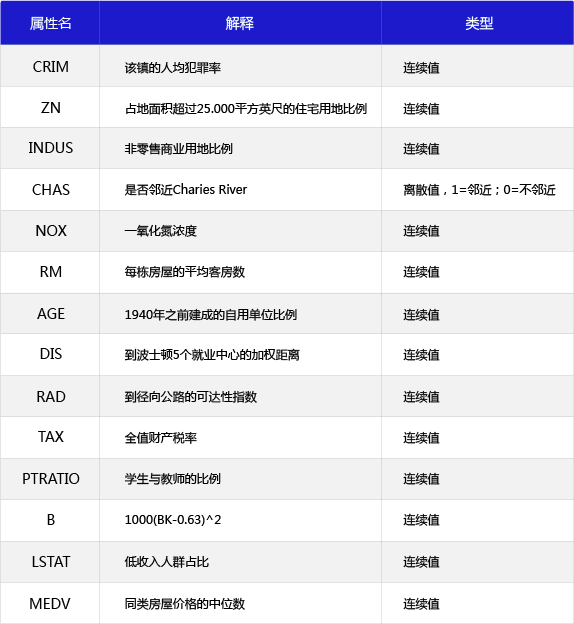 属性名 解释 类型
CRIM 该镇的人均犯罪率 连续值
ZN 占地面积超过25.000平方英尺的住宅用地比例 连续值
INDUS 非零售商业用地比例 连续值
CHAS 是否邻近Charies River 离散值，1=邻近；0=不邻近
NOX 一氧化氮浓度 连续值
RM 每栋房屋的平均客房数 连续值
AGE 1940年之前建成的自用单位比例 连续值
DIS 到波士顿5个就业中心的加权距离 连续值
RAD 到径向公路的可达性指数 连续值
TAX 全值财产税率 连续值
PTRATIO 学生与教师的比例 连续值
B 1000(BK-0.63)^2 连续值
LSTAT 低收入人群占比 连续值
MEDV 同类房屋价格的中位数 连续值